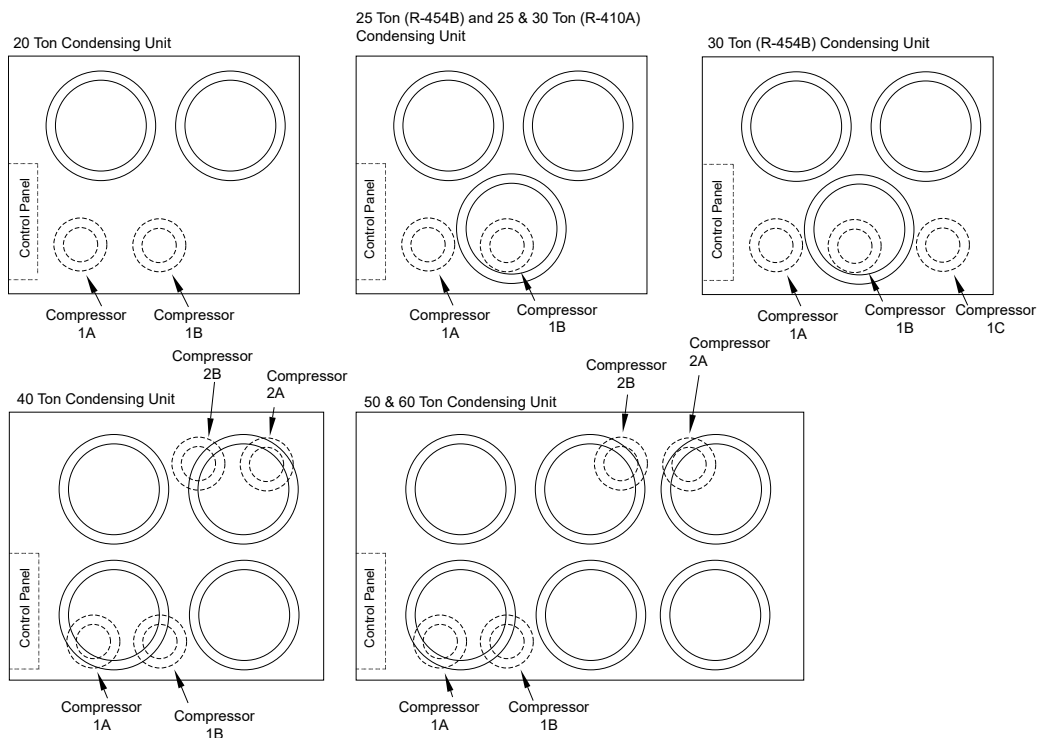 20 Ton Condensing Unit
Control Panel
Compressor
1A
Compressor
1B
25 Ton (R-454B) and 25 & 30 Ton (R-410A)
Condensing Unit
Control Panel
Compressor
1A
Compressor
1B
30 Ton (R-454B) Condensing Unit
Control Panel
Compressor
1A
Compressor
1B
Compressor
1C
40 Ton Condensing Unit
Compressor
2B
Compressor
2A
Control Panel
Compressor
1A
Compressor
1B
50 & 60 Ton Condensing Unit
Compressor
2B
Compressor
2A
Control Panel
Compressor
1A
Compressor
1B